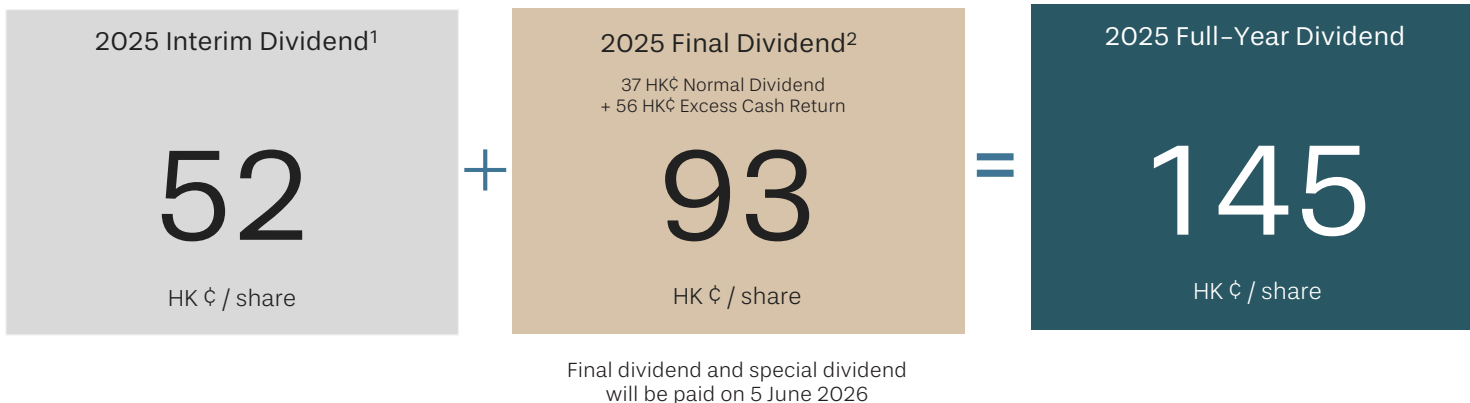 2025 Interim Dividend¹
52
HK ₵ / share
+
2025 Final Dividend²
37 HK₵ Normal Dividend
+ 56 HK₵ Excess Cash Return
93
HK ₵ / share
=
2025 Full-Year Dividend
145
HK ₵ / share
Final dividend and special dividend
will be paid on 5 June 2026